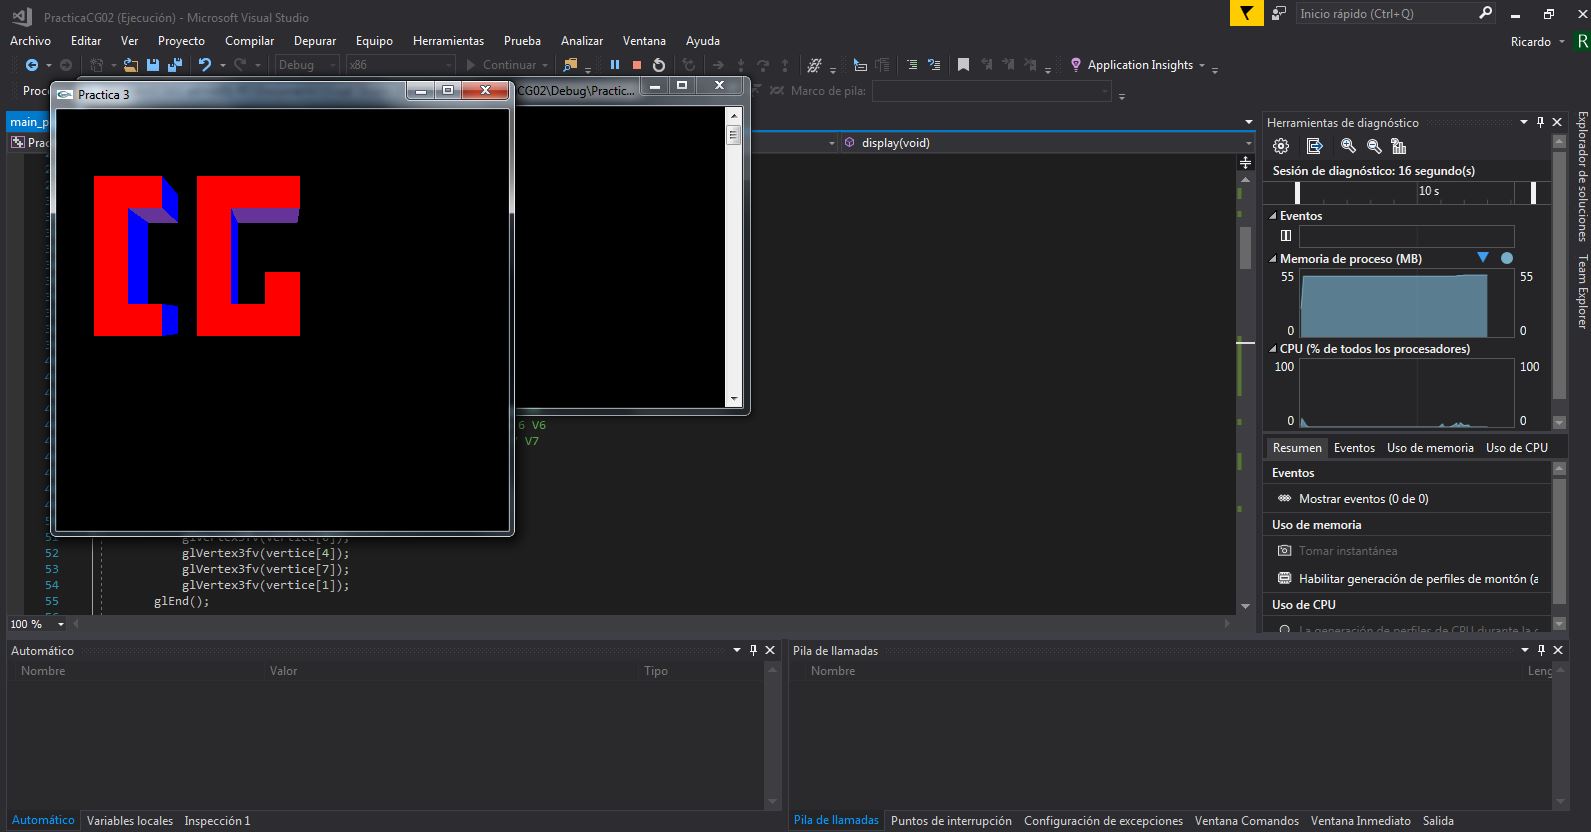 PracticaCG02 (Ejecución) - Microsoft Visual Studio
Inicio rápido (Ctrl+Q)
Archivo Editar Ver Proyecto Compilar Depurar Equipo Herramientas Prueba Analizar Ventana Ayuda
Ricardo R
Debug x86 Continuar Application Insights
Proc
Practica 3
CG02\Debug\Practic...
Marco de pila:
main_p
Prac
display(void)
CG
6 V6
V7
52 glVertex3fv(vertice[4]);
53 glVertex3fv(vertice[7]);
54 glVertex3fv(vertice[1]);
55 glEnd();
100 %
Herramientas de diagnóstico
Sesión de diagnóstico: 16 segundo(s)
10 s
Eventos
Memoria de proceso (MB)
55 55
0 0
CPU (% de todos los procesadores)
100 100
0 0
Resumen Eventos Uso de memoria Uso de CPU
Eventos
Mostrar eventos (0 de 0)
Uso de memoria
Tomar instantánea
Habilitar generación de perfiles de montón (a
Uso de CPU
Explorador de soluciones
Team Explorer
Automático
Nombre Valor Tipo
Automático Variables locales Inspección 1
Pila de llamadas
Nombre Leng
Pila de llamadas Puntos de interrupción Configuración de excepciones Ventana Comandos Ventana Inmediato Salida